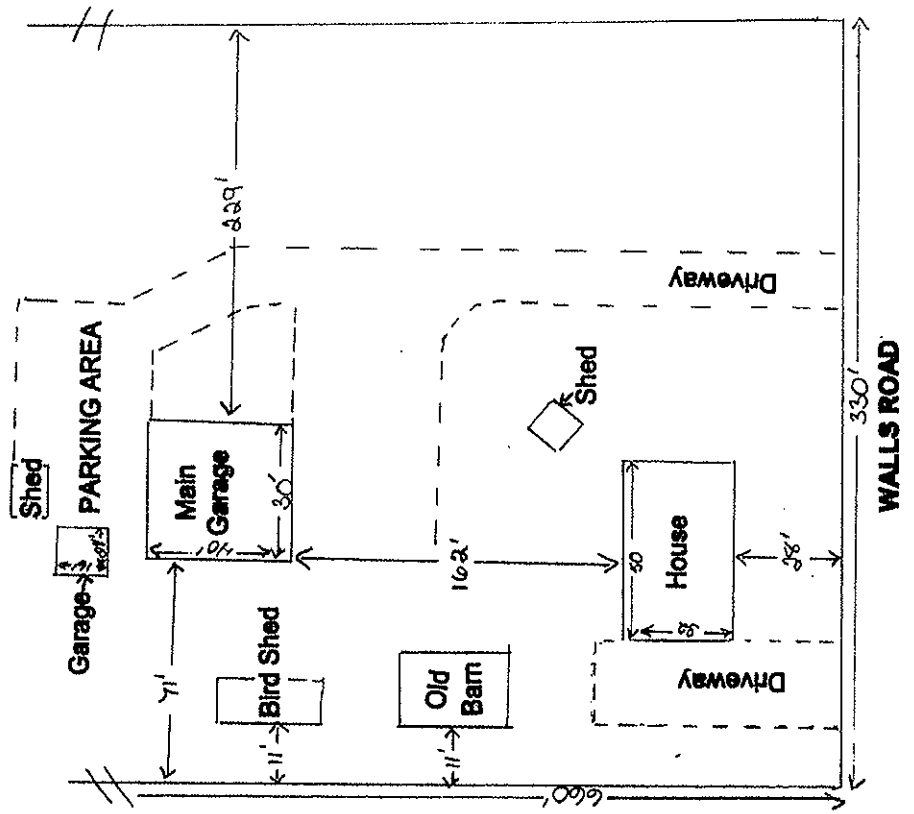 229'
Shed
PARKING AREA
Garage
Main
Garage
40'
30'
71'
Bird Shed
11'
Old
Barn
11'
162'
Shed
Driveway
50
House
28'
Driveway
660'
330'
WALLS ROAD